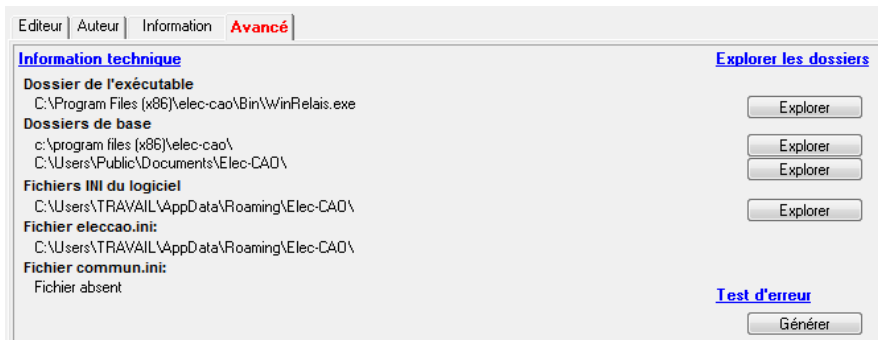 Editeur Auteur Information Avancé
Information technique Explorer les dossiers
Dossier de l'exécutable
C:\Program Files (x86)\elec-cao\Bin\WinRelais.exe Explorer
Dossiers de base
c:\program files (x86)\elec-cao\ Explorer
C:\Users\Public\Documents\Elec-CAO\ Explorer
Fichiers INI du logiciel
C:\Users\TRAVAIL\AppData\Roaming\Elec-CAO\ Explorer
Fichier eleccao.ini:
C:\Users\TRAVAIL\AppData\Roaming\Elec-CAO\
Fichier commun.ini:
Fichier absent
Test d'erreur
Générer